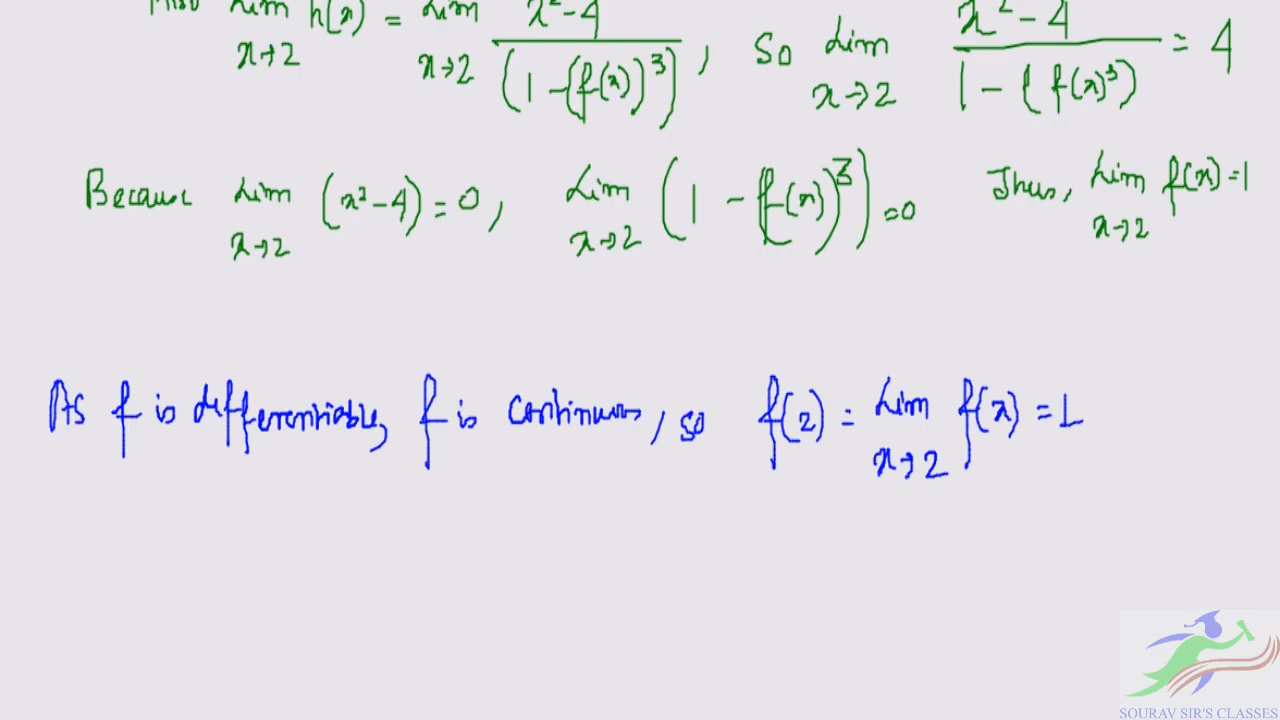 Also Lim x→2 h(x) = Lim x→2 x²-4 / (1-(f(x))³), So Lim x→2 x²-4 / 1-{f(x)³) = 4
Because Lim x→2 (x²-4)=0, Lim x→2 (1-(f(x))³)=0 Thus, Lim x→2 f(x)=1
As f is differentiable, f is continuous, so f(2) = Lim x→2 f(x) = 1
SOURAV SIR'S CLASSES